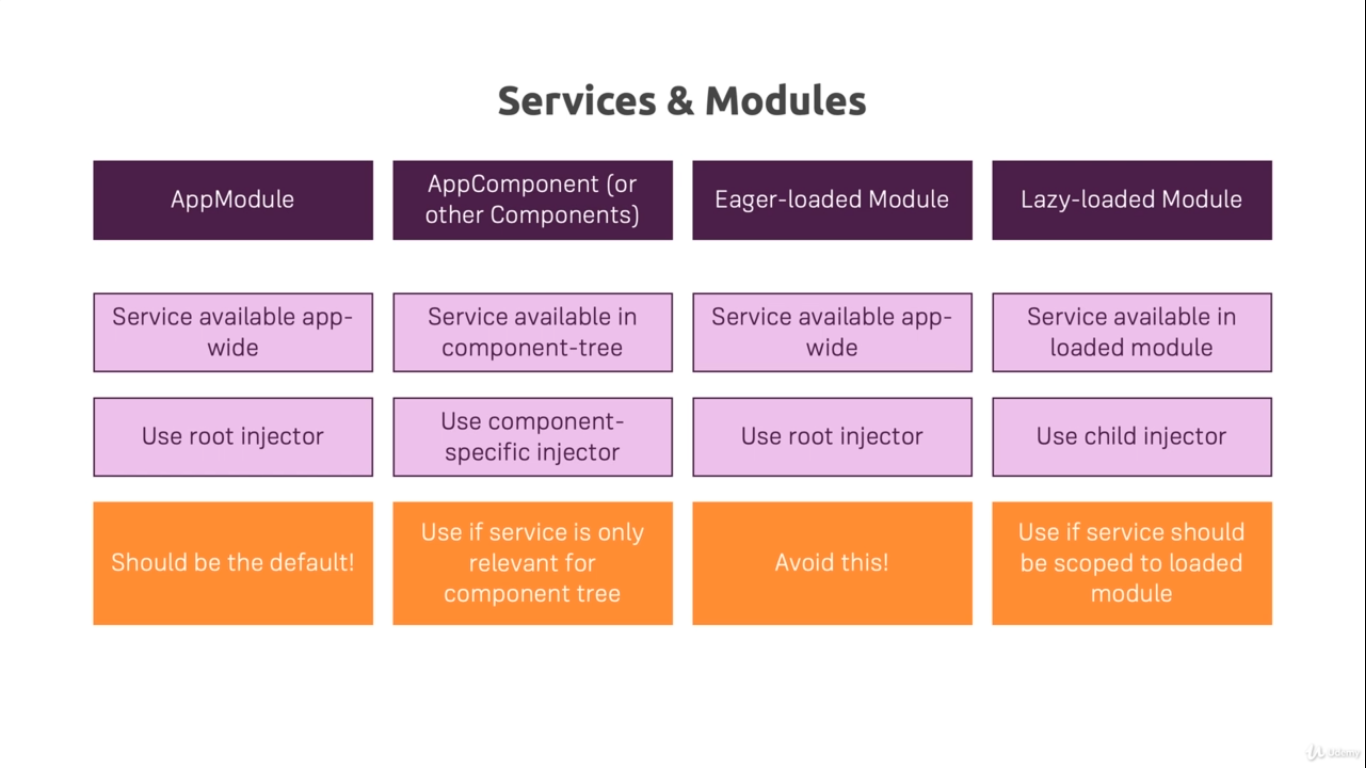 Services & Modules
AppModule
AppComponent (or
other Components)
Eager-loaded Module
Lazy-loaded Module
Service available app-
wide
Service available in
component-tree
Service available app-
wide
Service available in
loaded module
Use root injector
Use component-
specific injector
Use root injector
Use child injector
Should be the default!
Use if service is only
relevant for
component tree
Avoid this!
Use if service should
be scoped to loaded
module
Udemy